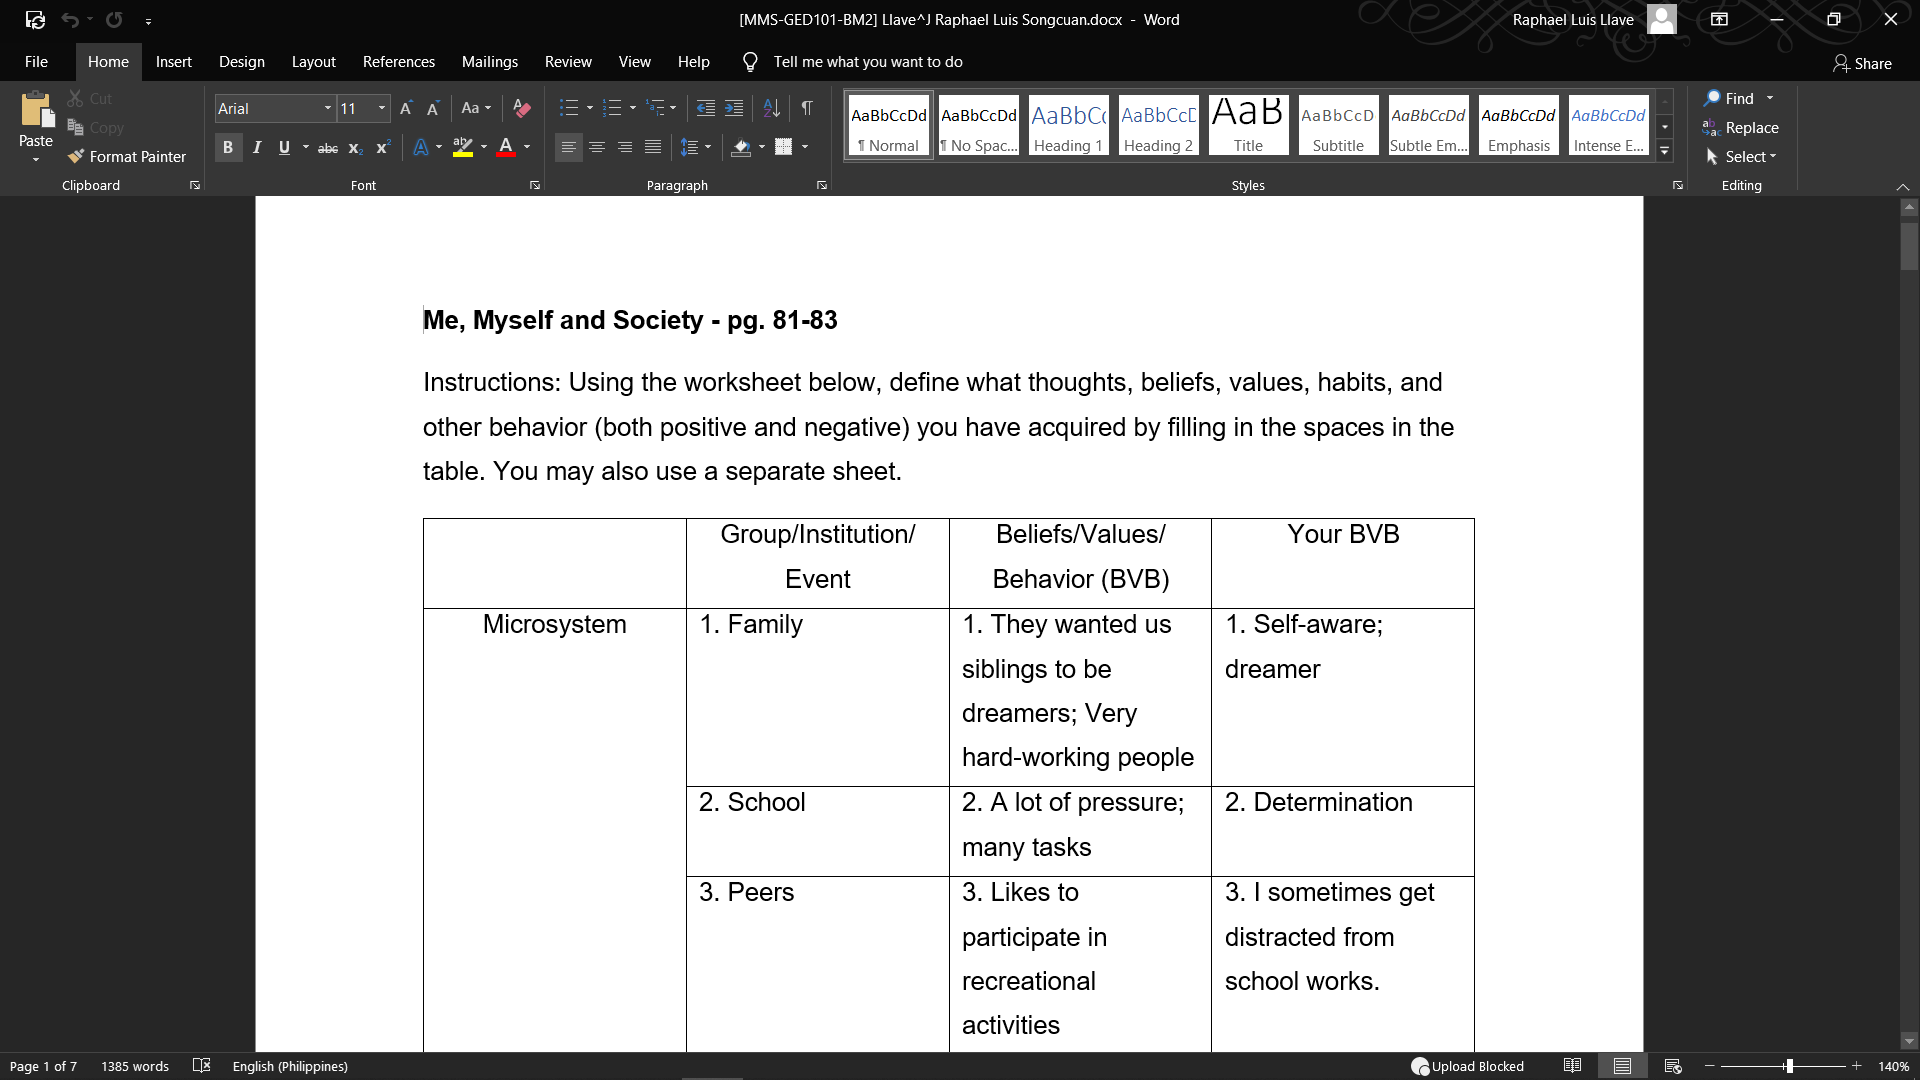 [MMS-GED101-BM2] Llave^J Raphael Luis Songcuan.docx - Word
Raphael Luis Llave
File Home Insert Design Layout References Mailings Review View Help Tell me what you want to do
Share
Paste
Cut
Copy
Format Painter
Clipboard
Arial 11
Font
Paragraph
AaBbCcDd AaBbCcDd AaBbCc AaBbCcD AaB AaBbCcD AaBbCcDd AaBbCcDd AaBbCcDd
¶ Normal ¶ No Spac... Heading 1 Heading 2 Title Subtitle Subtle Em... Emphasis Intense E...
Styles
Find
Replace
Select
Editing
Me, Myself and Society - pg. 81-83
Instructions: Using the worksheet below, define what thoughts, beliefs, values, habits, and
other behavior (both positive and negative) you have acquired by filling in the spaces in the
table. You may also use a separate sheet.
Group/Institution/
Event
Beliefs/Values/
Behavior (BVB)
Your BVB
Microsystem
1. Family
1. They wanted us
siblings to be
dreamers; Very
hard-working people
1. Self-aware;
dreamer
2. School
2. A lot of pressure;
many tasks
2. Determination
3. Peers
3. Likes to
participate in
recreational
activities
3. I sometimes get
distracted from
school works.
Page 1 of 7 1385 words English (Philippines) Upload Blocked 140%